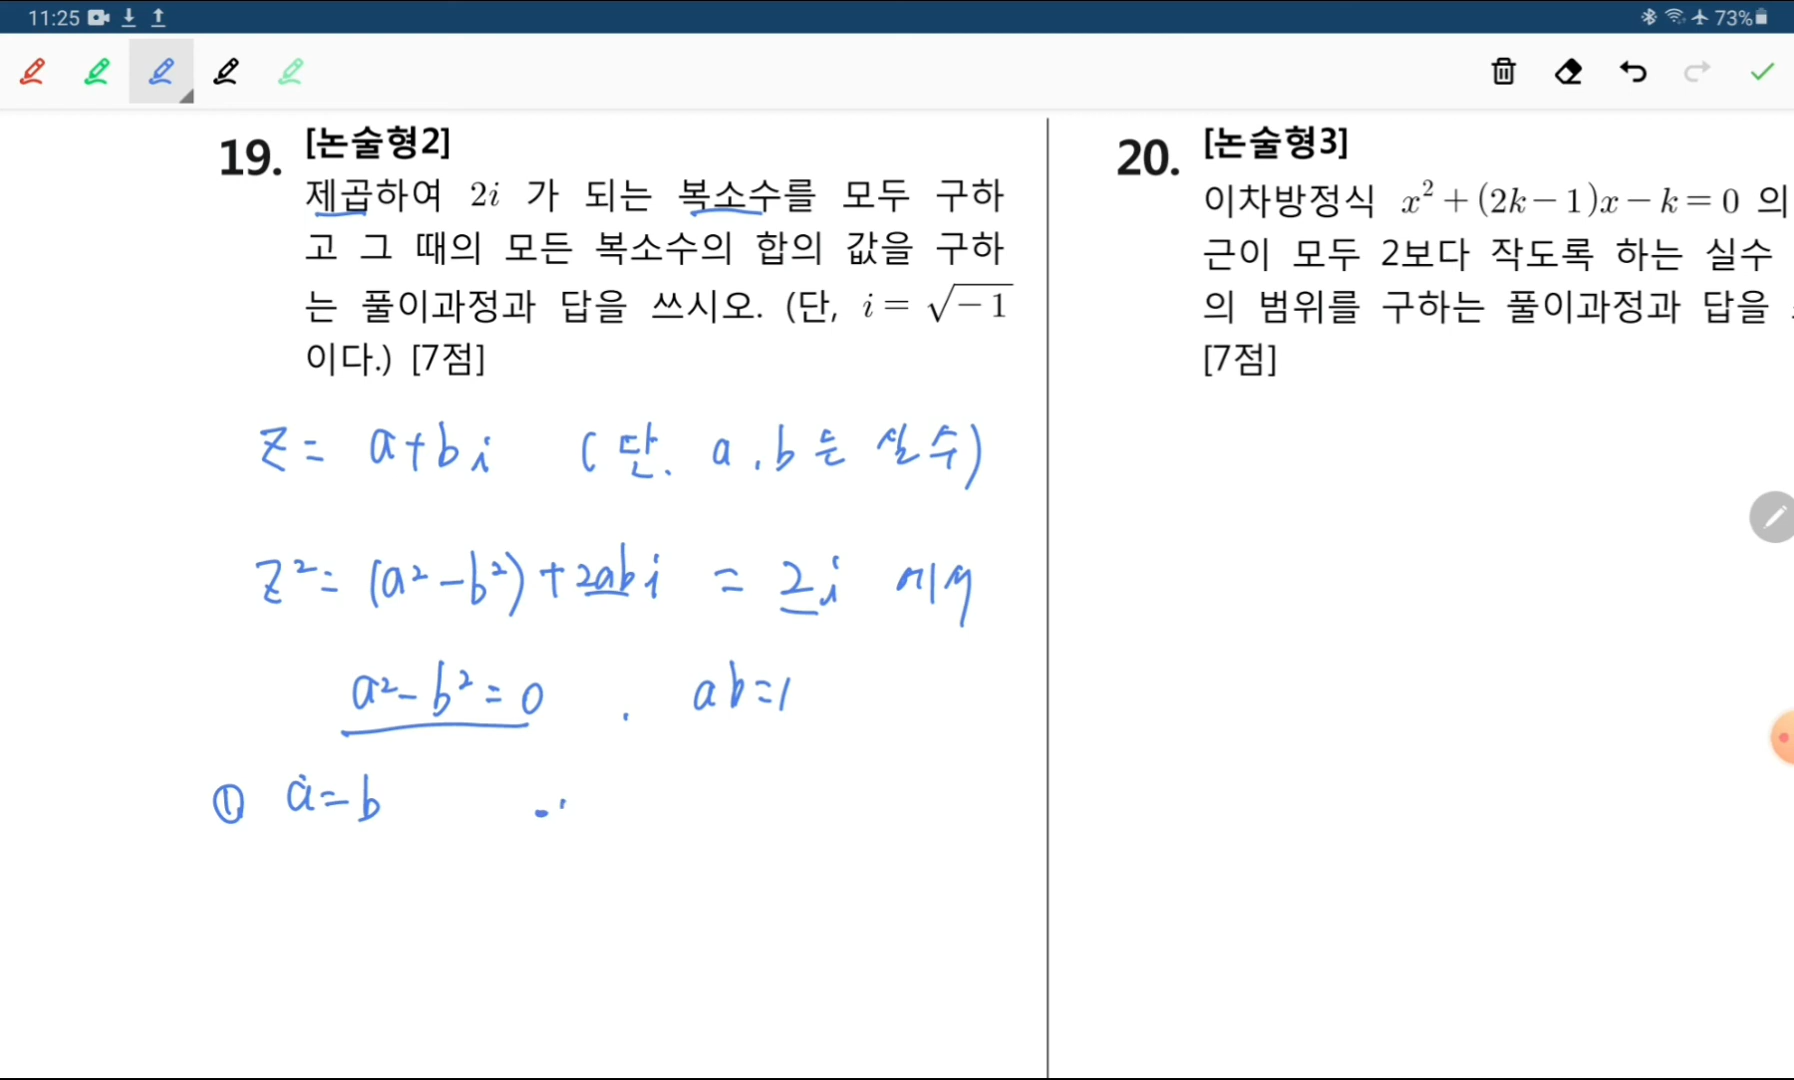 11:25
73%
19. [논술형2]
제곱하여 2i 가 되는 복소수를 모두 구하
고 그 때의 모든 복소수의 합의 값을 구하
는 풀이과정과 답을 쓰시오. (단, i = √-1
이다.) [7점]
z = a+bi (단. a, b는 실수)
z² = (a²-b²)+2abi = 2i 에서
a²-b²=0 , ab=1
① a=b
20. [논술형3]
이차방정식 x²+(2k-1)x-k=0 의
근이 모두 2보다 작도록 하는 실수
의 범위를 구하는 풀이과정과 답을
[7점]